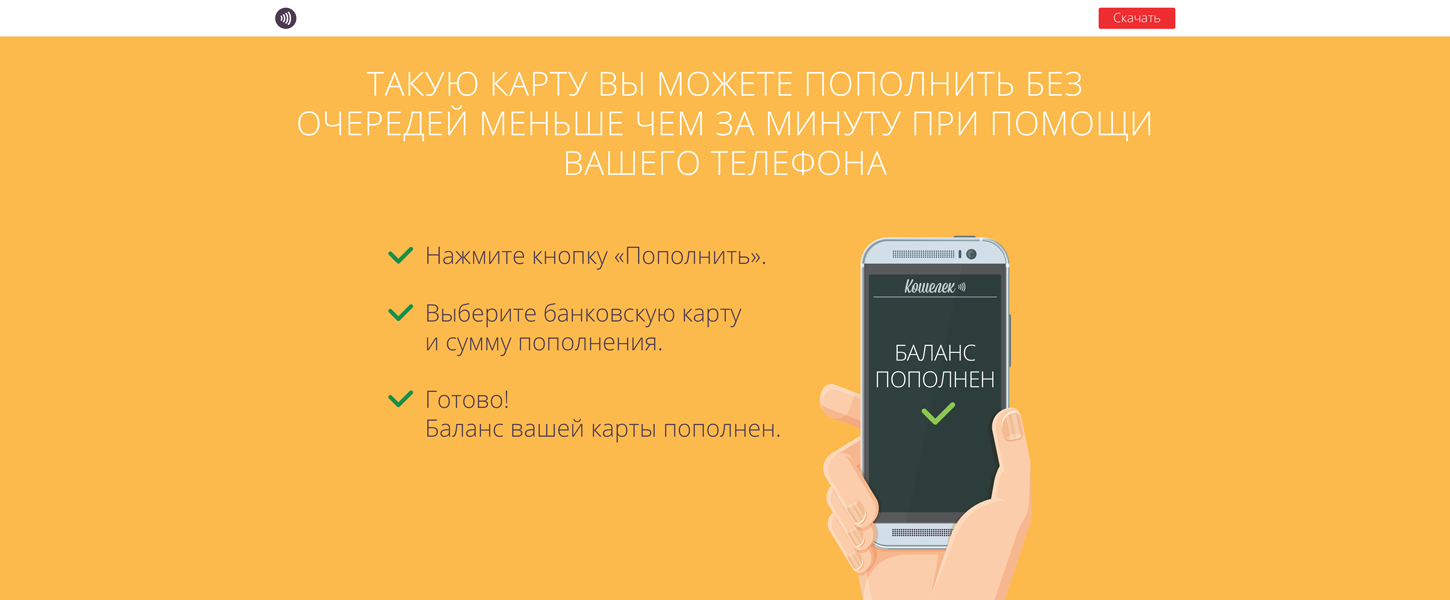 Скачать
ТАКУЮ КАРТУ ВЫ МОЖЕТЕ ПОПОЛНИТЬ БЕЗ
ОЧЕРЕДЕЙ МЕНЬШЕ ЧЕМ ЗА МИНУТУ ПРИ ПОМОЩИ
ВАШЕГО ТЕЛЕФОНА
Нажмите кнопку «Пополнить».
Выберите банковскую карту
и сумму пополнения.
Готово!
Баланс вашей карты пополнен.
Кошелек
БАЛАНС
ПОПОЛНЕН